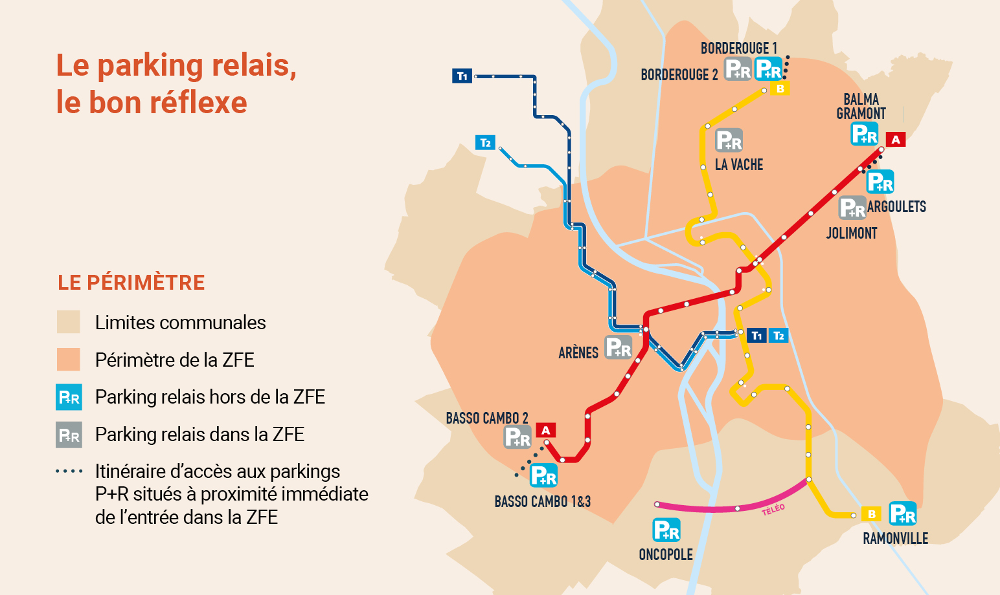 Le parking relais,
le bon réflexe
LE PÉRIMÈTRE
Limites communales
Périmètre de la ZFE
P+R
Parking relais hors de la ZFE
P+R
Parking relais dans la ZFE
Itinéraire d’accès aux parkings
P+R situés à proximité immédiate
de l’entrée dans la ZFE
T1
T2
BORDEROUGE 1
BORDEROUGE 2
P+R
P+R
B
BALMA
GRAMONT
P+R
A
P+R
LA VACHE
P+R
P+R
ARGOULETS
JOLIMONT
T1
T2
ARÈNES
P+R
BASSO CAMBO 2
P+R
A
P+R
BASSO CAMBO 1&3
TÉLÉO
P+R
ONCOPOLE
B
P+R
RAMONVILLE